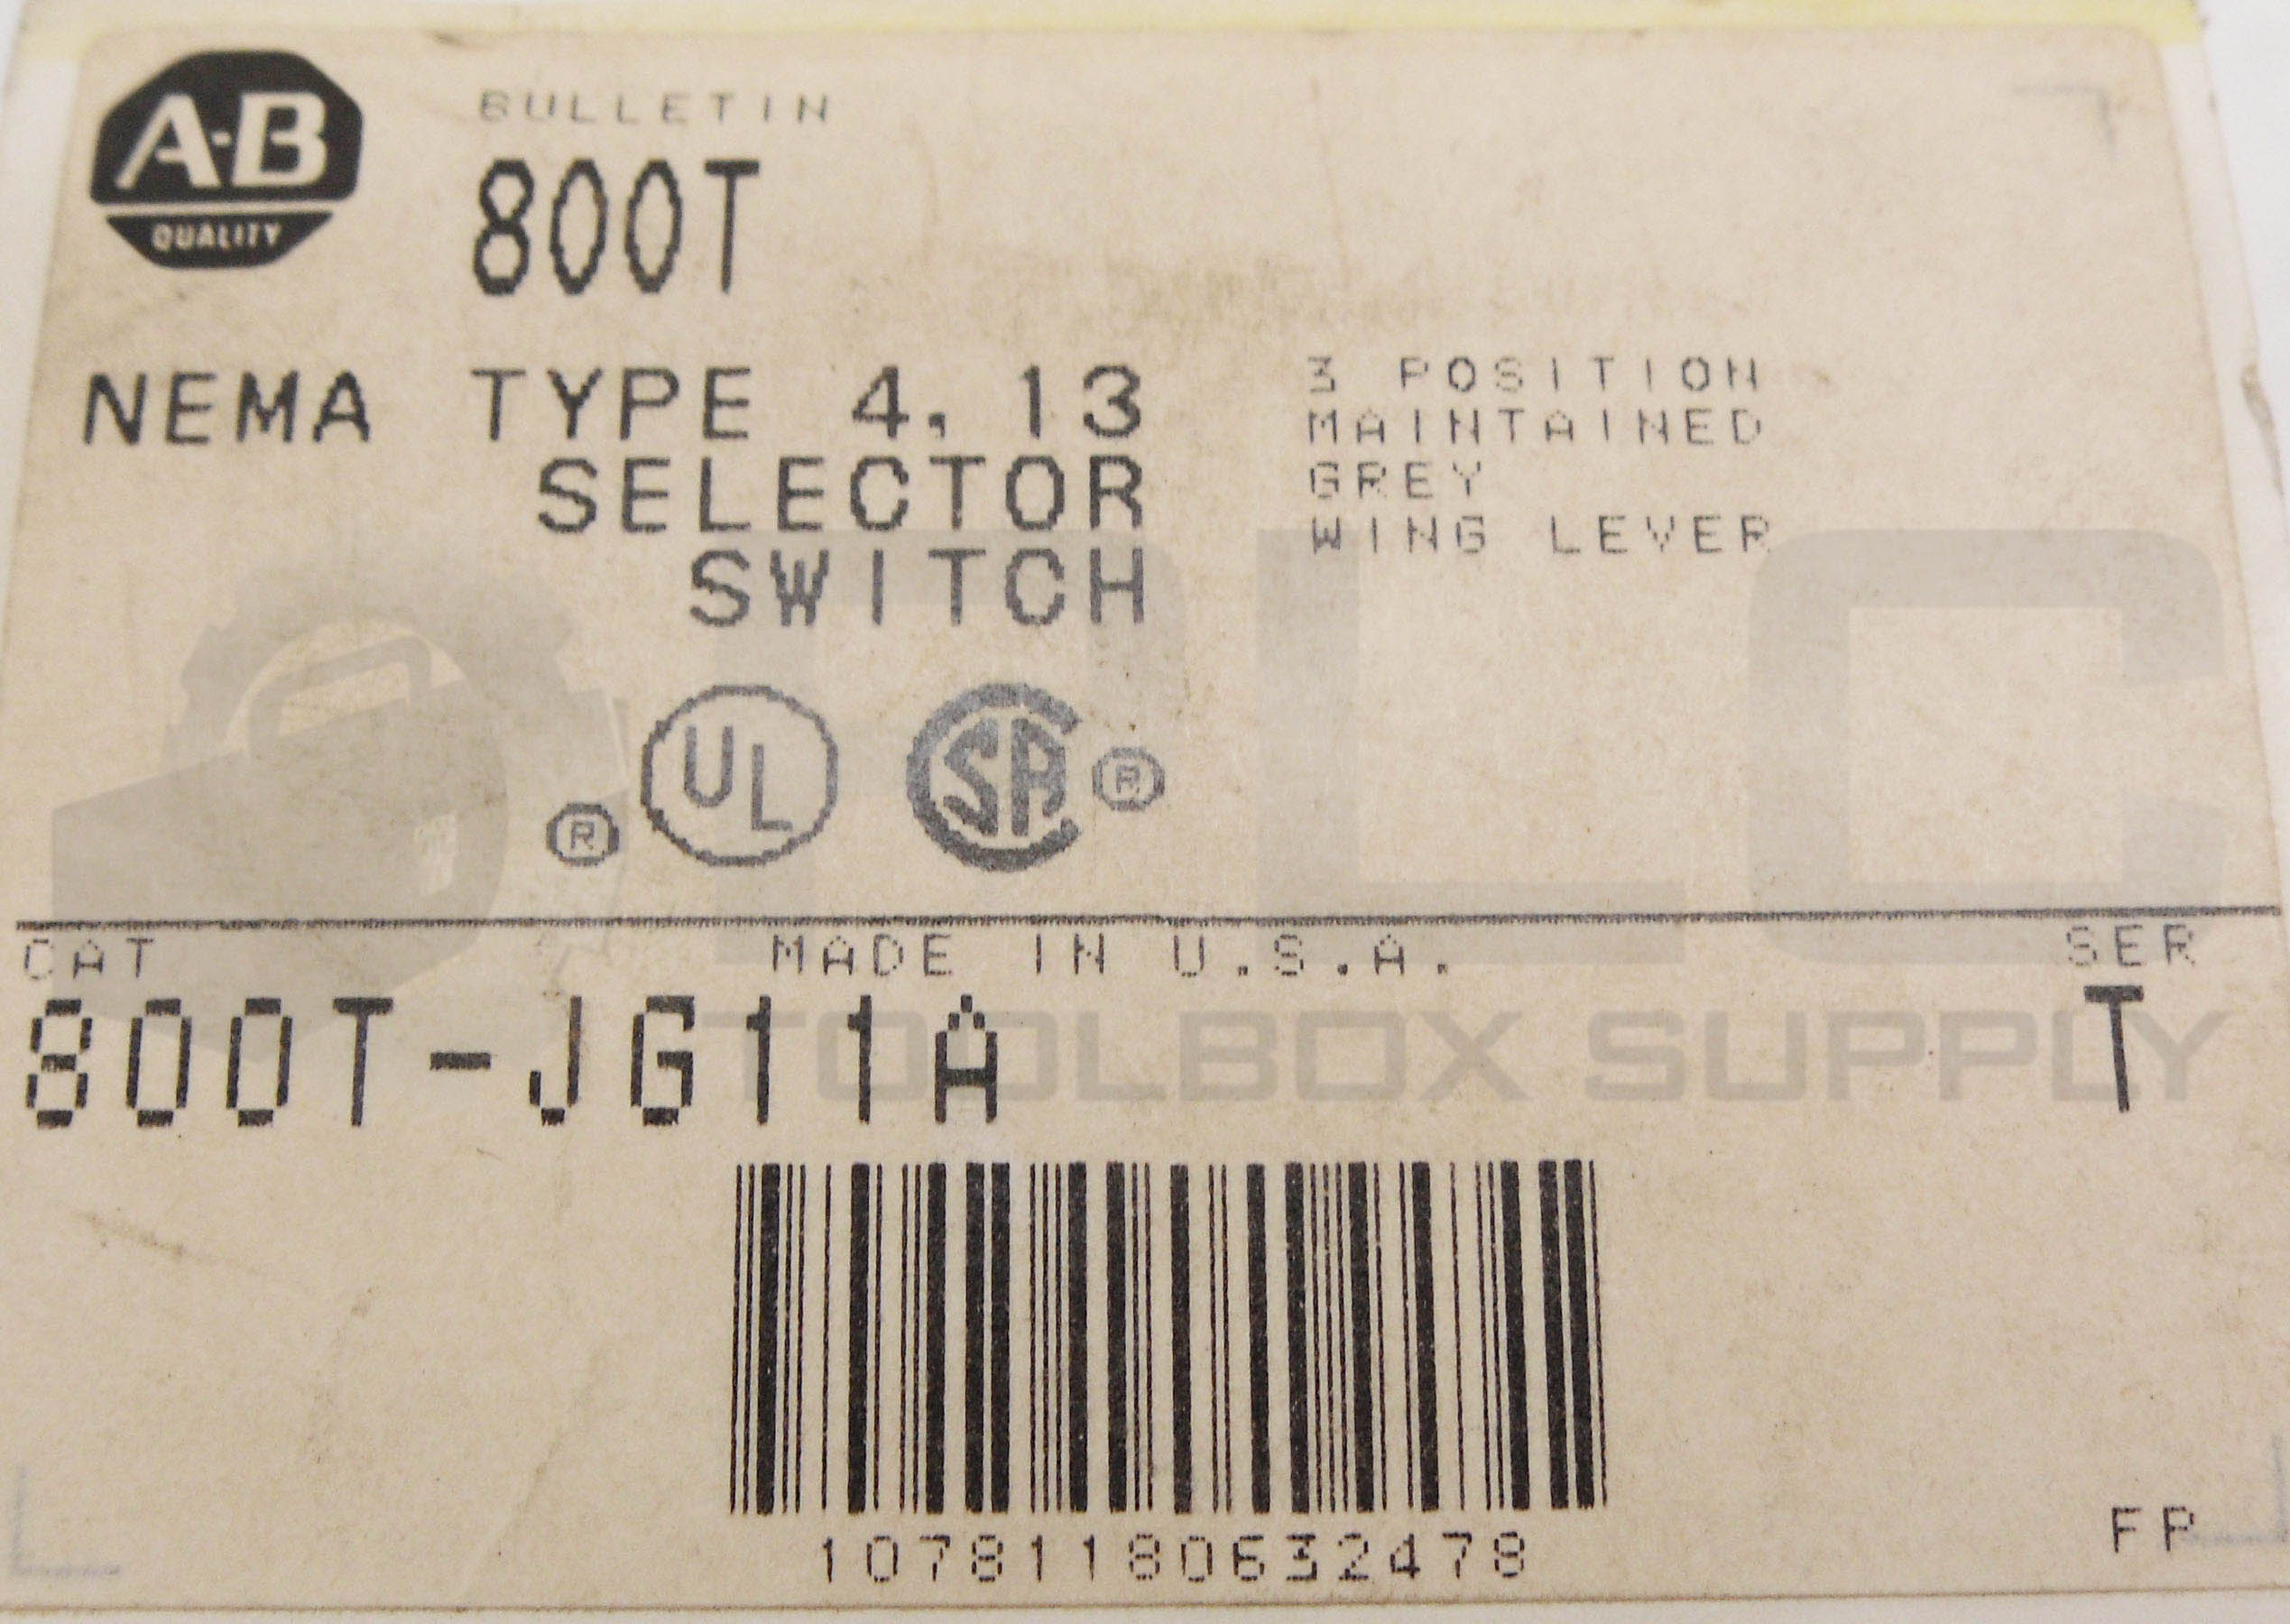 A-B
QUALITY
BULLETIN
800T
NEMA TYPE 4, 13
SELECTOR
SWITCH
3 POSITION
MAINTAINED
GREY
WING LEVER
® UL SA ®
PLC
TOOLBOX SUPPLY
CAT
MADE IN U.S.A.
SER
800T-JG11A
T
10781180632478
FP